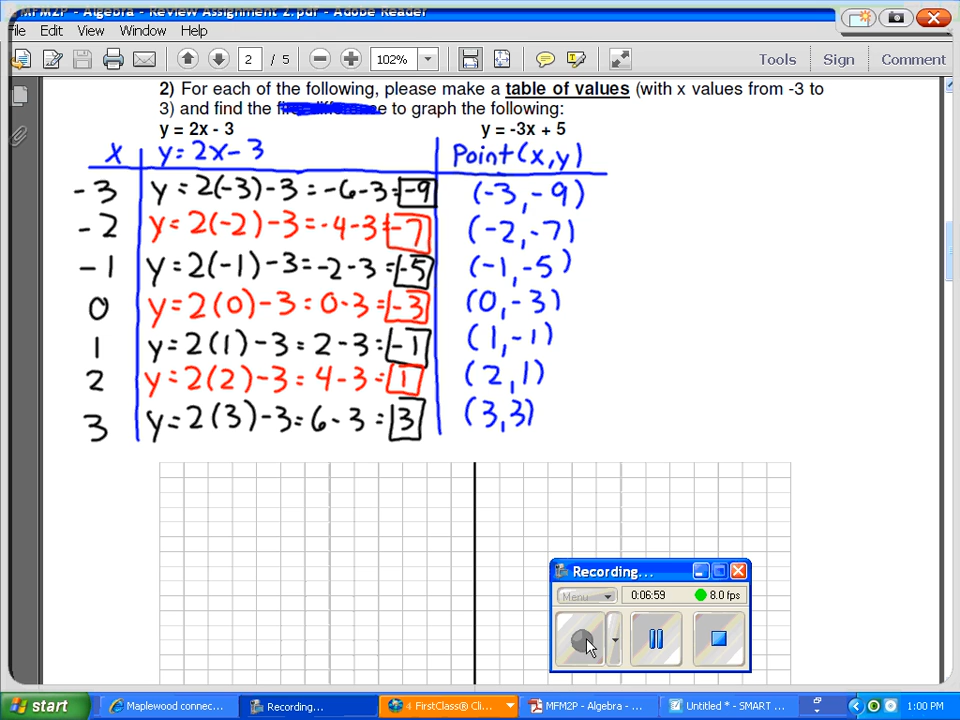 MFM2P - Algebra - Review Assignment 2.pdf - Adobe Reader
File Edit View Window Help
2 / 5 102% Tools Sign Comment
2) For each of the following, please make a table of values (with x values from -3 to
3) and find the first difference to graph the following:
y = 2x - 3 y = -3x + 5
x y = 2x - 3 Point (x,y)
-3 y = 2(-3) - 3 = -6 - 3 = -9 (-3, -9)
-2 y = 2(-2) - 3 = -4 - 3 = -7 (-2, -7)
-1 y = 2(-1) - 3 = -2 - 3 = -5 (-1, -5)
0 y = 2(0) - 3 = 0 - 3 = -3 (0, -3)
1 y = 2(1) - 3 = 2 - 3 = -1 (1, -1)
2 y = 2(2) - 3 = 4 - 3 = 1 (2, 1)
3 y = 2(3) - 3 = 6 - 3 = 3 (3, 3)
Recording...
Menu 0:06:59 8.0 fps
start Maplewood connec... Recording... 4 FirstClass® Cli... MFM2P - Algebra - ... Untitled * - SMART ... 1:00 PM